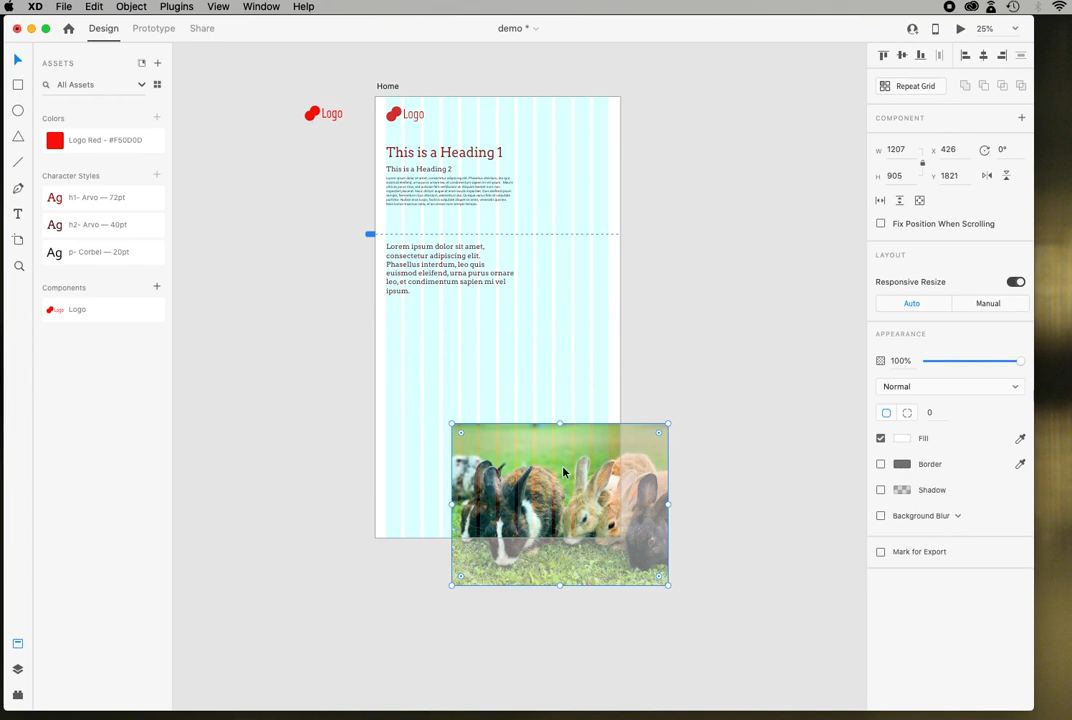 XD File Edit Object Plugins View Window Help
Design Prototype Share
demo *
25%
ASSETS
All Assets
Colors
Logo Red - #F50D0D
Character Styles
Ag h1- Arvo — 72pt
Ag h2- Arvo — 40pt
Ag p- Corbel — 20pt
Components
Logo Logo
Home
Logo
Logo
This is a Heading 1
This is a Heading 2
Lorem ipsum dolor sit amet,
consectetur adipiscing elit.
Phasellus interdum, leo quis
euismod eleifend, urna purus ornare
leo, et condimentum sapien mi vel
ipsum.
Repeat Grid
COMPONENT
W 1207 X 426 0°
H 905 Y 1821
Fix Position When Scrolling
LAYOUT
Responsive Resize
Auto Manual
APPEARANCE
100%
Normal
0
Fill
Border
Shadow
Background Blur
Mark for Export